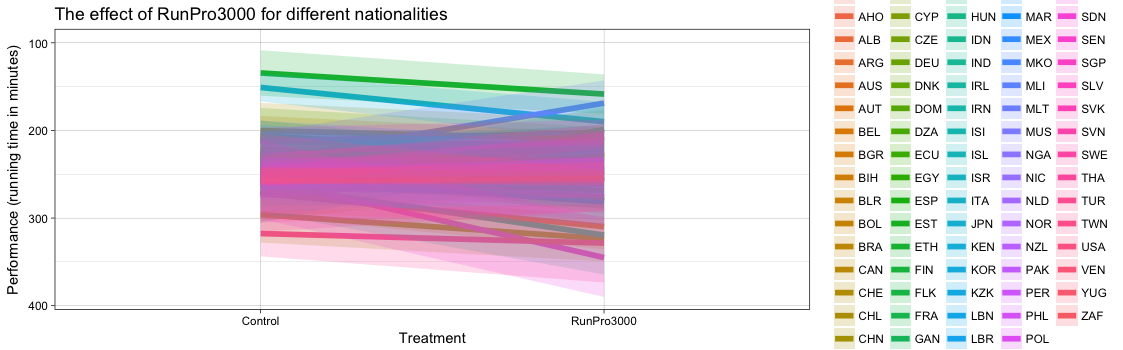 The effect of RunPro3000 for different nationalities
Performance (running time in minutes)
100
200
300
400
Control
RunPro3000
Treatment
AHO CYP HUN MAR SDN
ALB CZE IDN MEX SEN
ARG DEU IND MKO SGP
AUS DNK IRL MLI SLV
AUT DOM IRN MLT SVK
BEL DZA ISI MUS SVN
BGR ECU ISL NGA SWE
BIH EGY ISR NIC THA
BLR ESP ITA NLD TUR
BOL EST JPN NOR TWN
BRA ETH KEN NZL USA
CAN FIN KOR PAK VEN
CHE FLK KZK PER YUG
CHL FRA LBN PHL ZAF
CHN GAN LBR POL